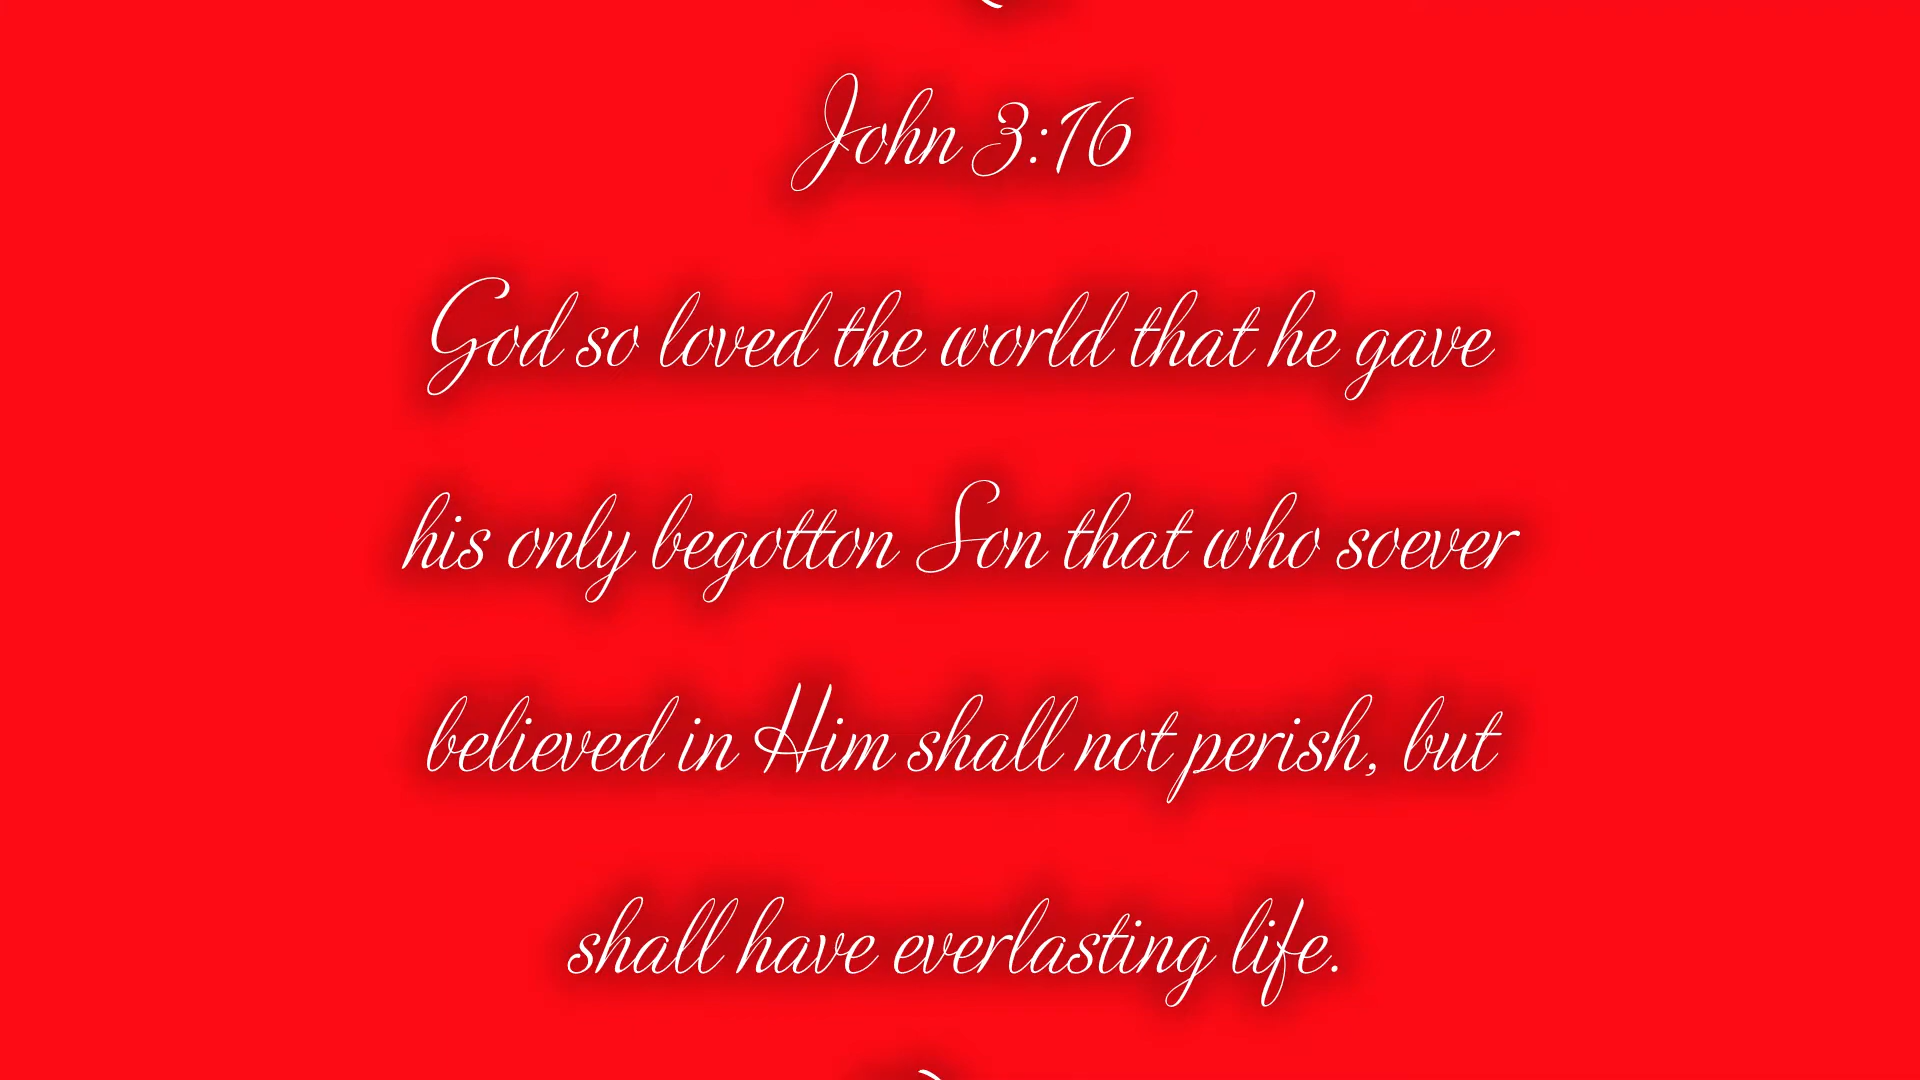 John 3:16
God so loved the world that he gave
his only begotton Son that who soever
believed in Him shall not perish, but
shall have everlasting life.